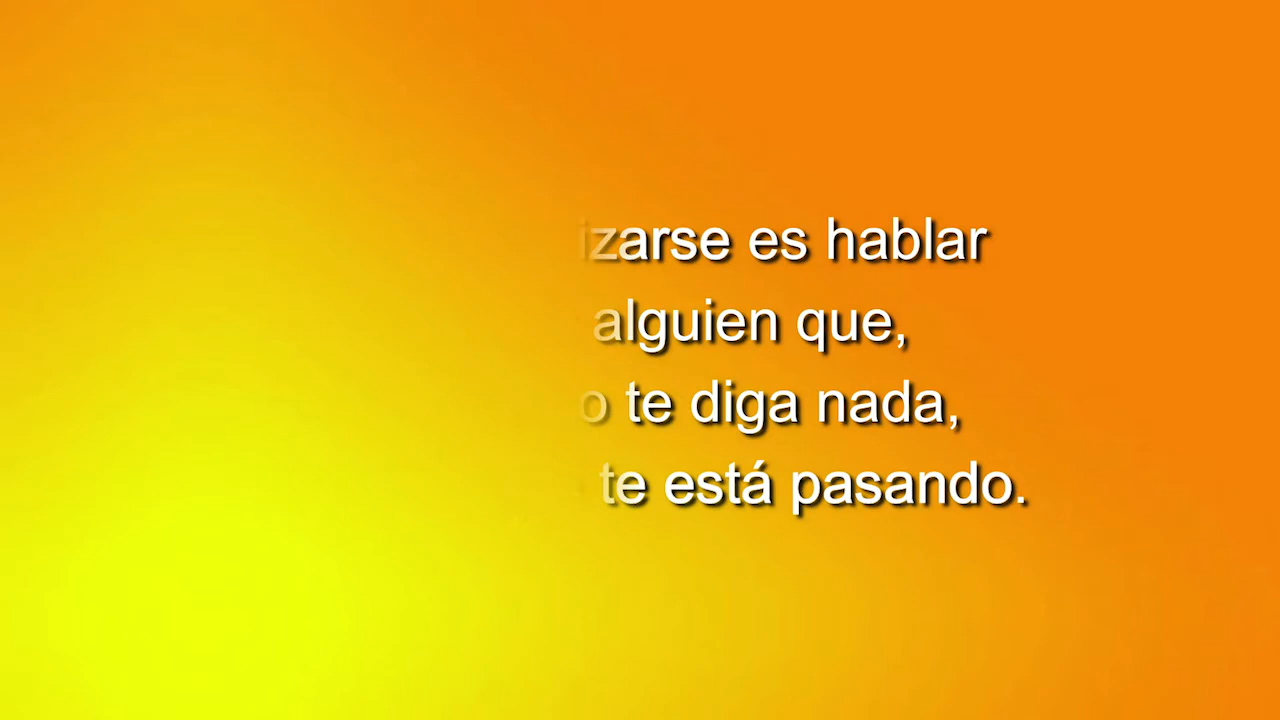 izarse es hablar
alguien que,
o te diga nada,
te está pasando.